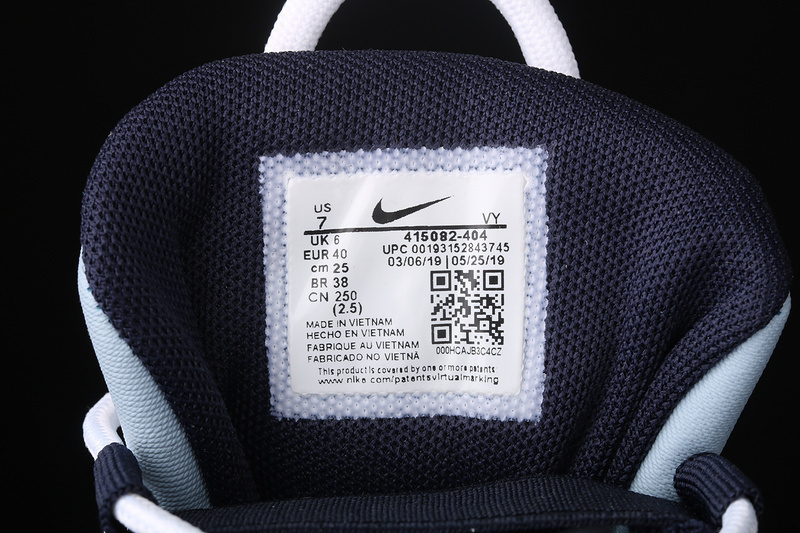 US
7
VY
UK 6
415082-404
EUR 40
UPC 00193152843745
cm 25
03/06/19 | 05/25/19
BR 38
CN 250
(2.5)
MADE IN VIETNAM
HECHO EN VIETNAM
FABRIQUE AU VIETNAM
FABRICADO NO VIETNÃ
000HCAJB3C4CZ
This product is covered by one or more patents
www.nike.com/patentsvirtualmarking